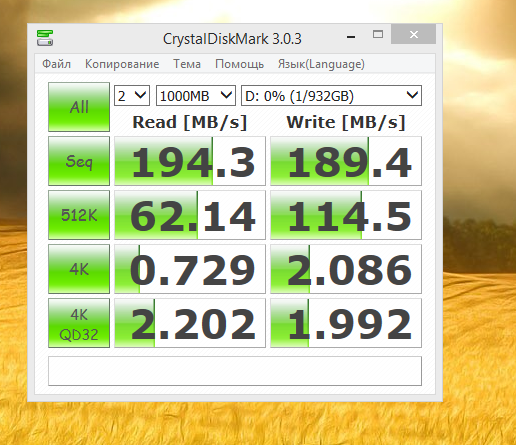 CrystalDiskMark 3.0.3
Файл Копирование Тема Помощь Язык(Language)
All 2 1000MB D: 0% (1/932GB)
Read [MB/s] Write [MB/s]
Seq 194.3 189.4
512K 62.14 114.5
4K 0.729 2.086
4K QD32 2.202 1.992